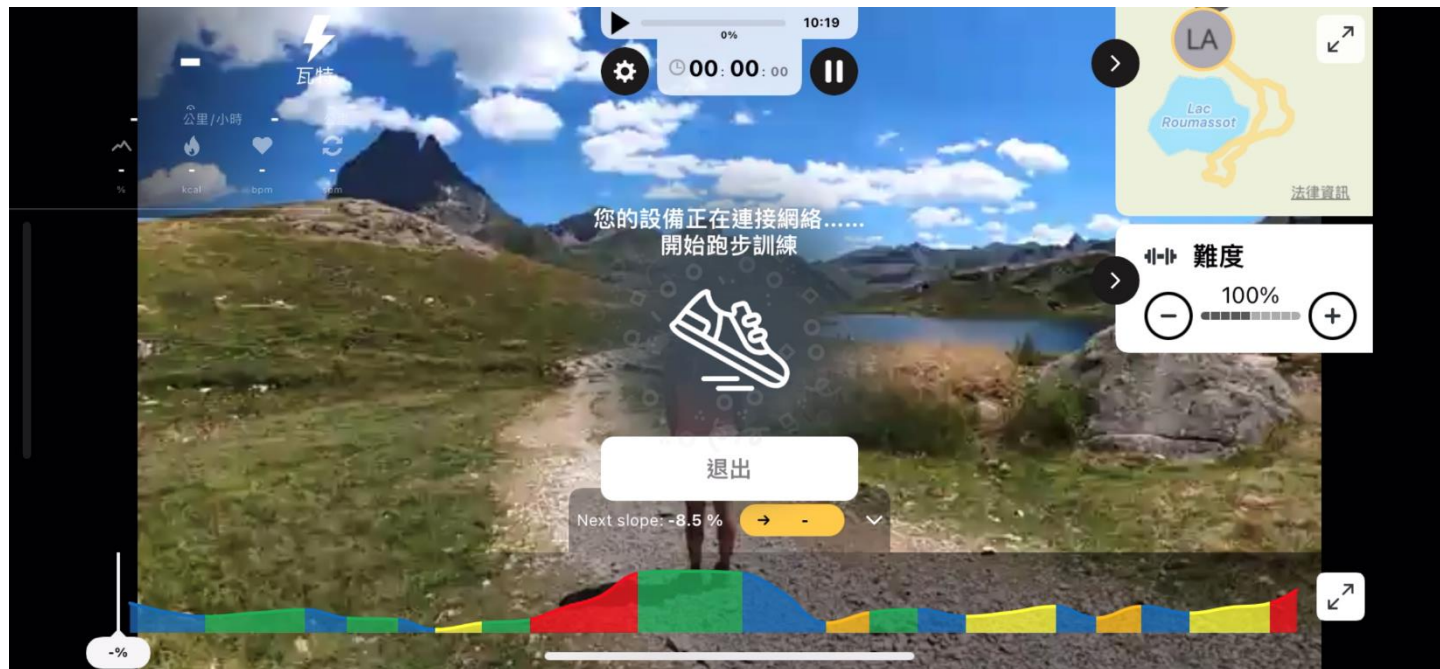 0%
10:19
00:00:00
-
瓦特
-
公里/小時
-
-
-
-
-
%
kcal
bpm
rpm
LA
Lac
Roumassot
法律資訊
您的設備正在連接網絡......
開始跑步訓練
難度
100%
退出
Next slope: -8.5 %
→ -
-%